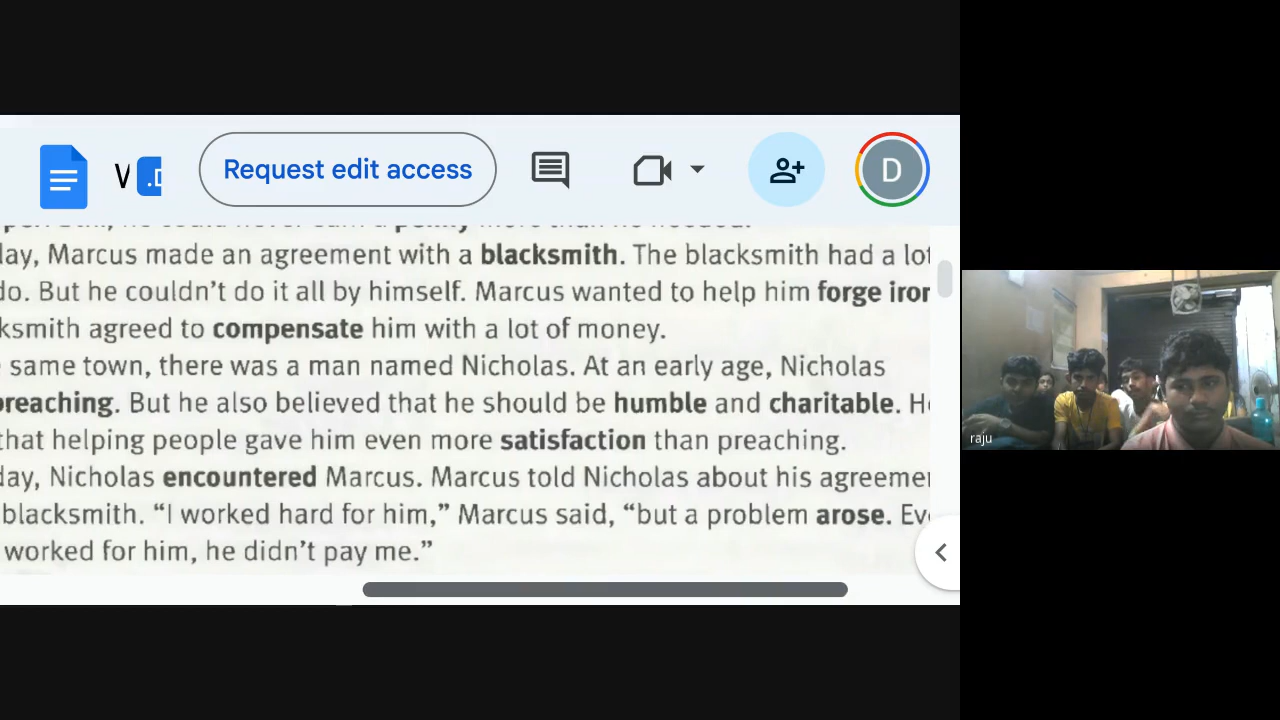 V
Request edit access
D
day, Marcus made an agreement with a blacksmith. The blacksmith had a lot
do. But he couldn't do it all by himself. Marcus wanted to help him forge iron
ksmith agreed to compensate him with a lot of money.
same town, there was a man named Nicholas. At an early age, Nicholas
preaching. But he also believed that he should be humble and charitable. He
that helping people gave him even more satisfaction than preaching.
day, Nicholas encountered Marcus. Marcus told Nicholas about his agreemen
blacksmith. “I worked hard for him,” Marcus said, “but a problem arose. Ev
worked for him, he didn't pay me.”
raju